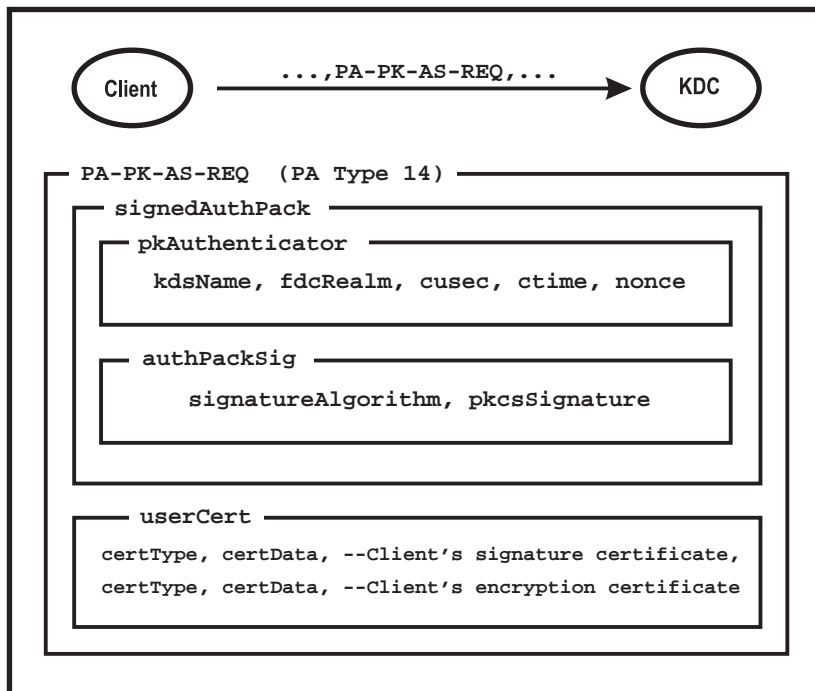 ...,PA-PK-AS-REQ,...
Client
KDC
PA-PK-AS-REQ (PA Type 14)
signedAuthPack
pkAuthenticator
kdsName, fdcRealm, cusec, ctime, nonce
authPackSig
signatureAlgorithm, pkcsSignature
userCert
certType, certData, --Client's signature certificate,
certType, certData, --Client's encryption certificate